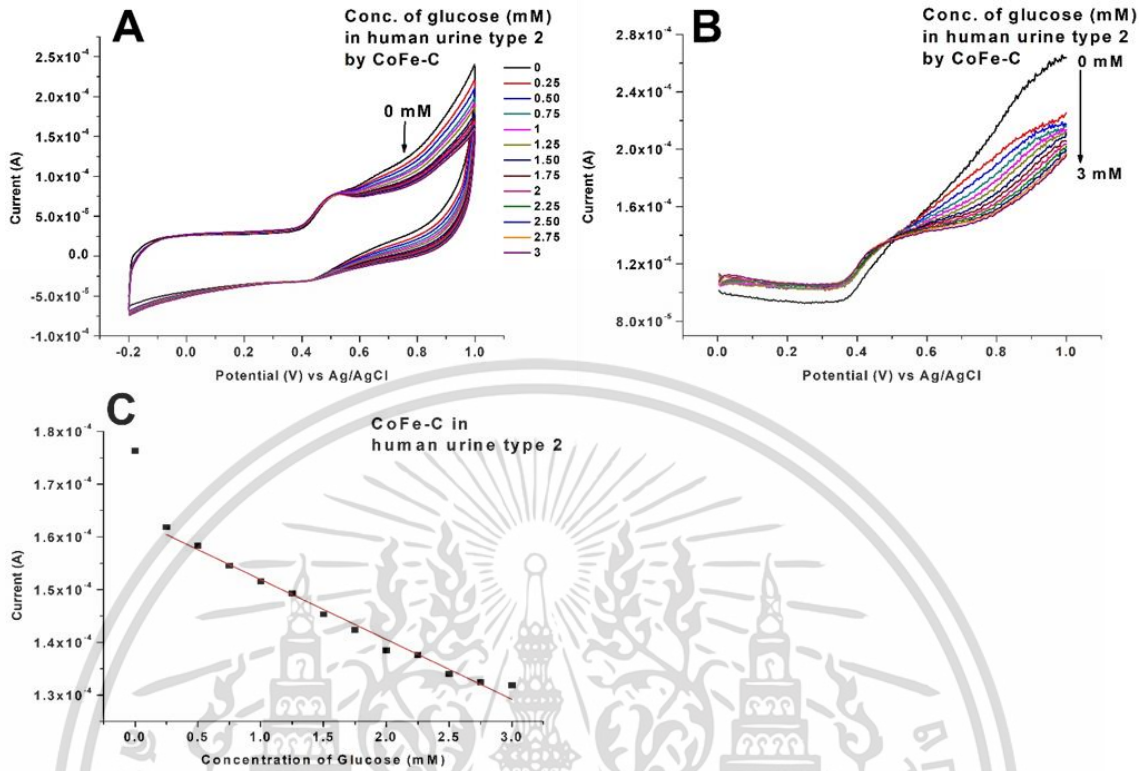 A
Conc. of glucose (mM)
in human urine type 2
by CoFe-C
2.5x10⁻⁴
2.0x10⁻⁴
1.5x10⁻⁴
1.0x10⁻⁴
5.0x10⁻⁵
0.0
-5.0x10⁻⁵
-1.0x10⁻⁴
Current (A)
0 mM
0
0.25
0.50
0.75
1
1.25
1.50
1.75
2
2.25
2.50
2.75
3
-0.2 0.0 0.2 0.4 0.6 0.8 1.0
Potential (V) vs Ag/AgCl
B
Conc. of glucose (mM)
in human urine type 2
by CoFe-C
2.8x10⁻⁴
2.4x10⁻⁴
2.0x10⁻⁴
1.6x10⁻⁴
1.2x10⁻⁴
8.0x10⁻⁵
Current (A)
0 mM
3 mM
0.0 0.2 0.4 0.6 0.8 1.0
Potential (V) vs Ag/AgCl
C
CoFe-C in
human urine type 2
1.8x10⁻⁴
1.7x10⁻⁴
1.6x10⁻⁴
1.5x10⁻⁴
1.4x10⁻⁴
1.3x10⁻⁴
Current (A)
0.0 0.5 1.0 1.5 2.0 2.5 3.0
Concentration of Glucose (mM)